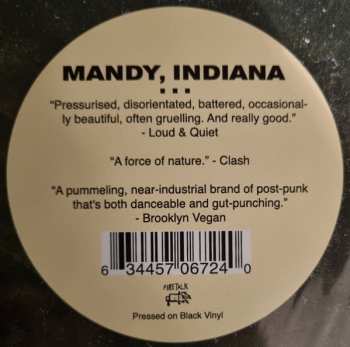 MANDY, INDIANA
...
"Pressurised, disorientated, battered, occasional-
ly beautiful, often gruelling. And really good."
- Loud & Quiet
"A force of nature." - Clash
"A pummeling, near-industrial brand of post-punk
that's both danceable and gut-punching."
- Brooklyn Vegan
6 34457 06724 0
FIRE TALK
Pressed on Black Vinyl